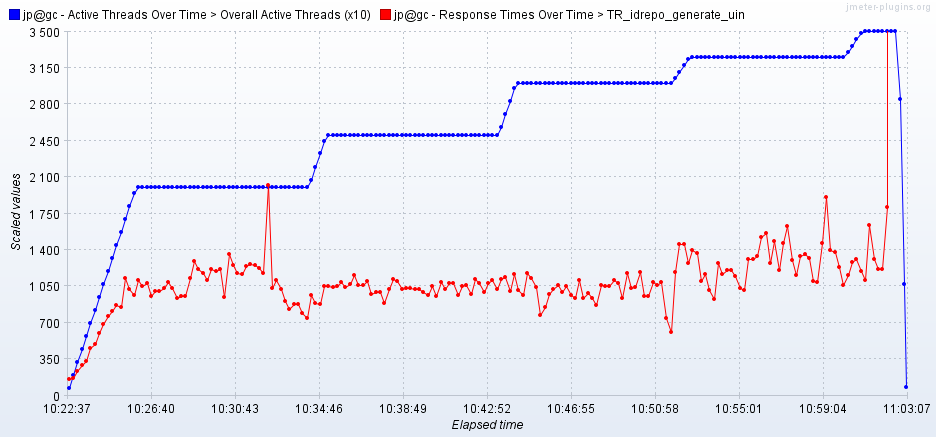 jp@gc - Active Threads Over Time > Overall Active Threads (x10) jp@gc - Response Times Over Time > TR_idrepo_generate_uin
jmeter-plugins.org
3 500
3 150
2 800
2 450
2 100
1 750
1 400
1 050
700
350
0
Scaled values
10:22:37 10:26:40 10:30:43 10:34:46 10:38:49 10:42:52 10:46:55 10:50:58 10:55:01 10:59:04 11:03:07
Elapsed time